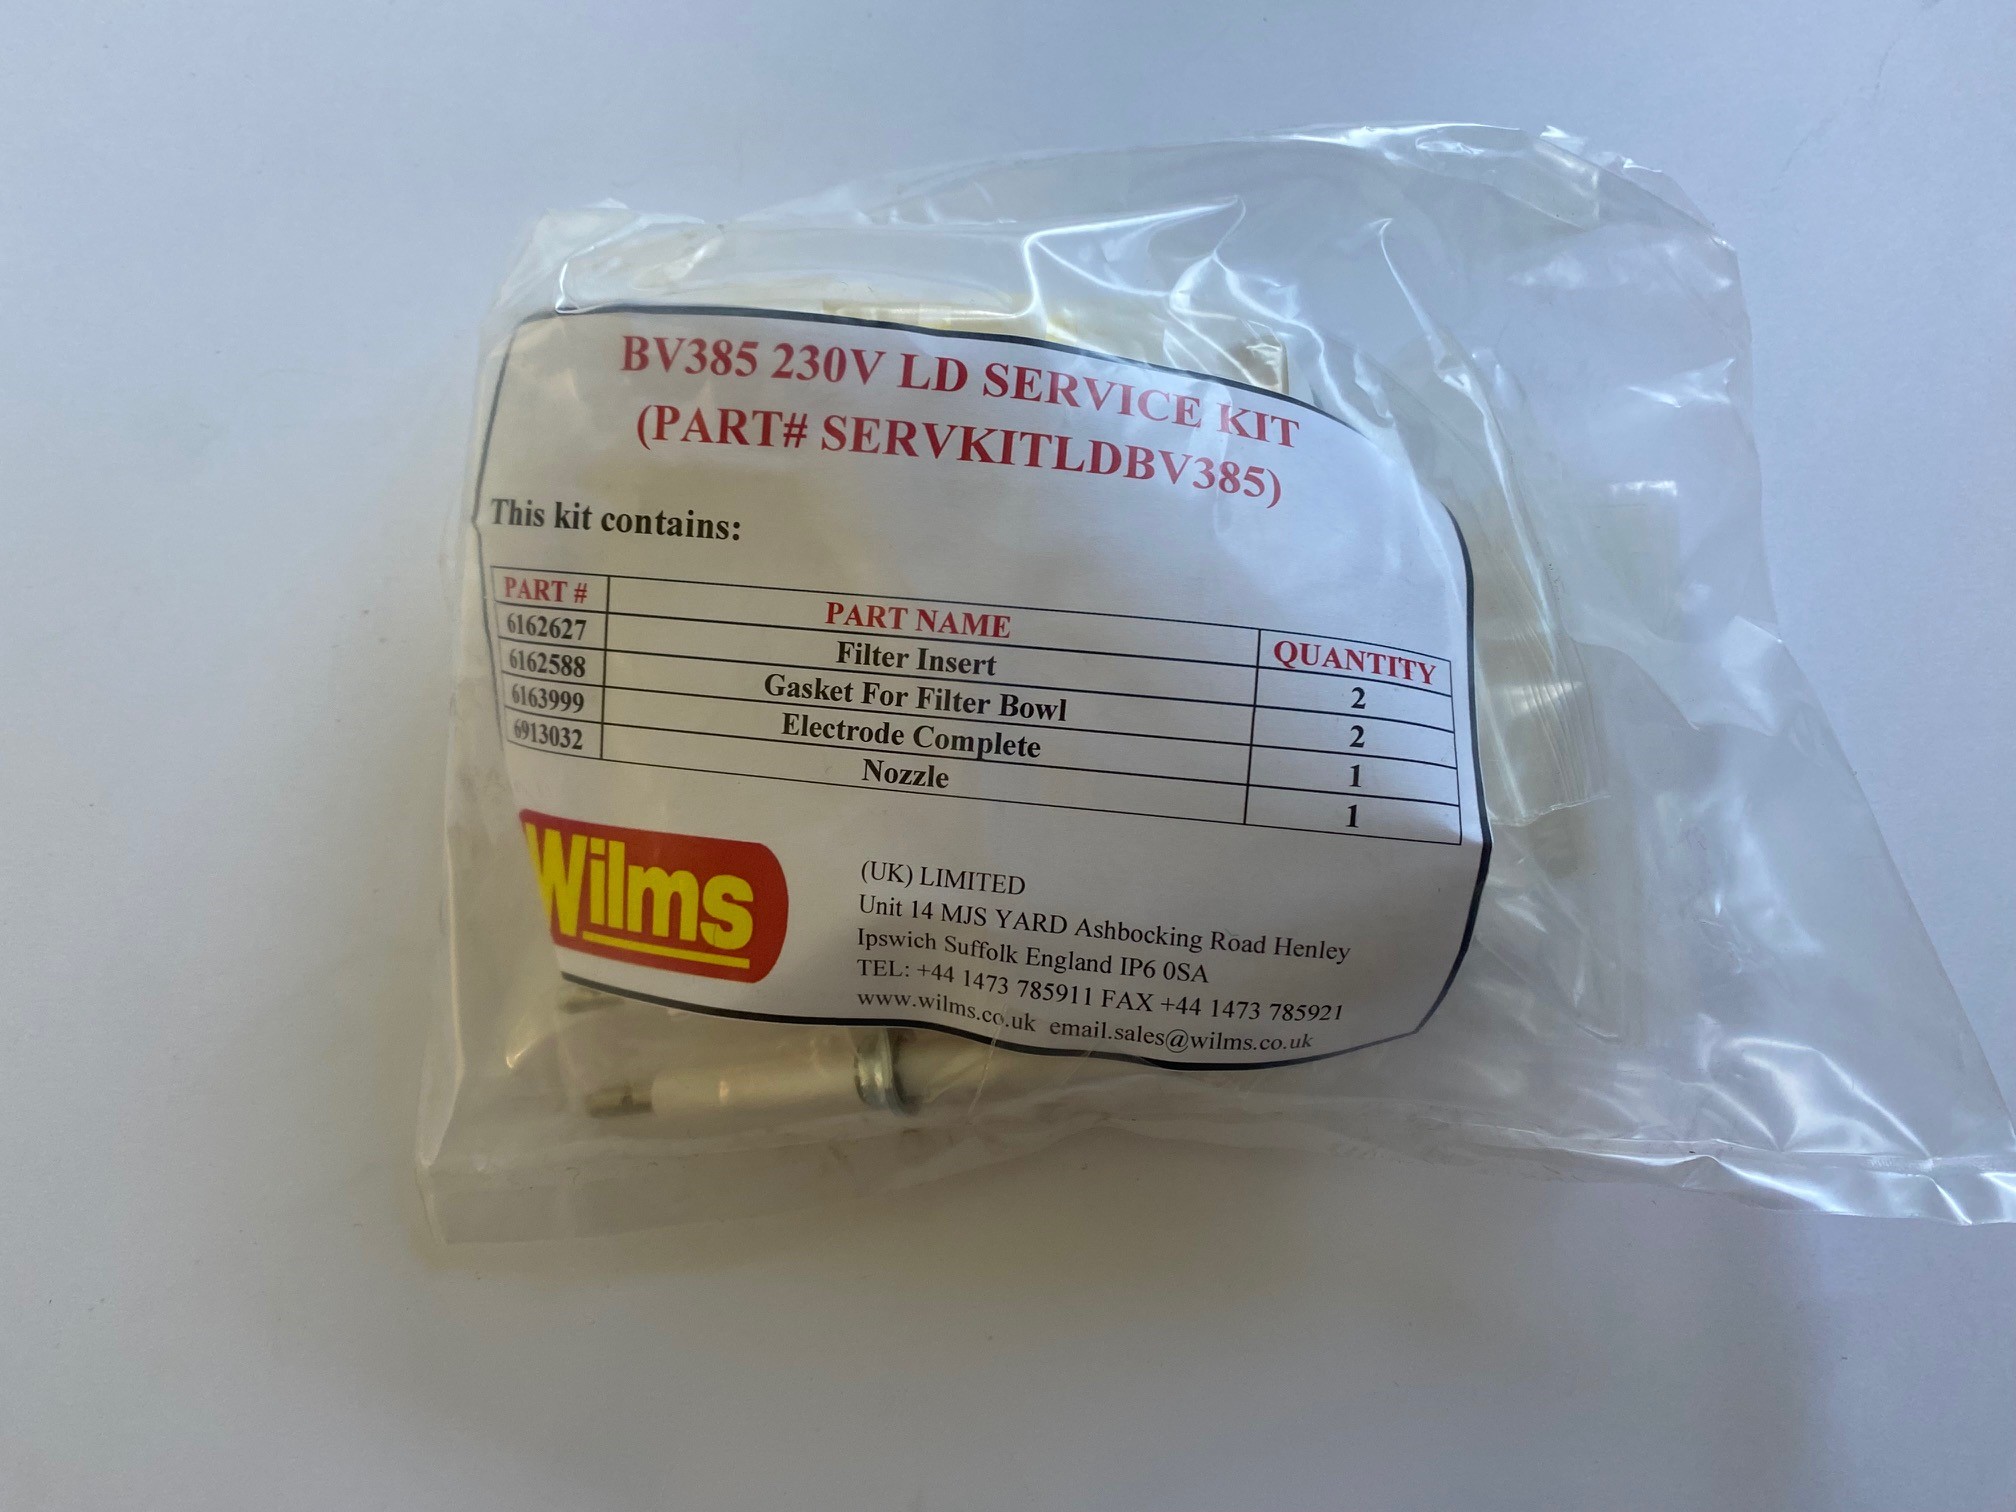 BV385 230V LD SERVICE KIT
(PART# SERVKITLDBV385)
This kit contains:
PART # PART NAME QUANTITY
6162627 Filter Insert 2
6162588 Gasket For Filter Bowl 2
6163999 Electrode Complete 1
6913032 Nozzle 1
Wilms
(UK) LIMITED
Unit 14 MJS YARD Ashbocking Road Henley
Ipswich Suffolk England IP6 0SA
TEL: +44 1473 785911 FAX +44 1473 785921
www.wilms.co.uk email.sales@wilms.co.uk